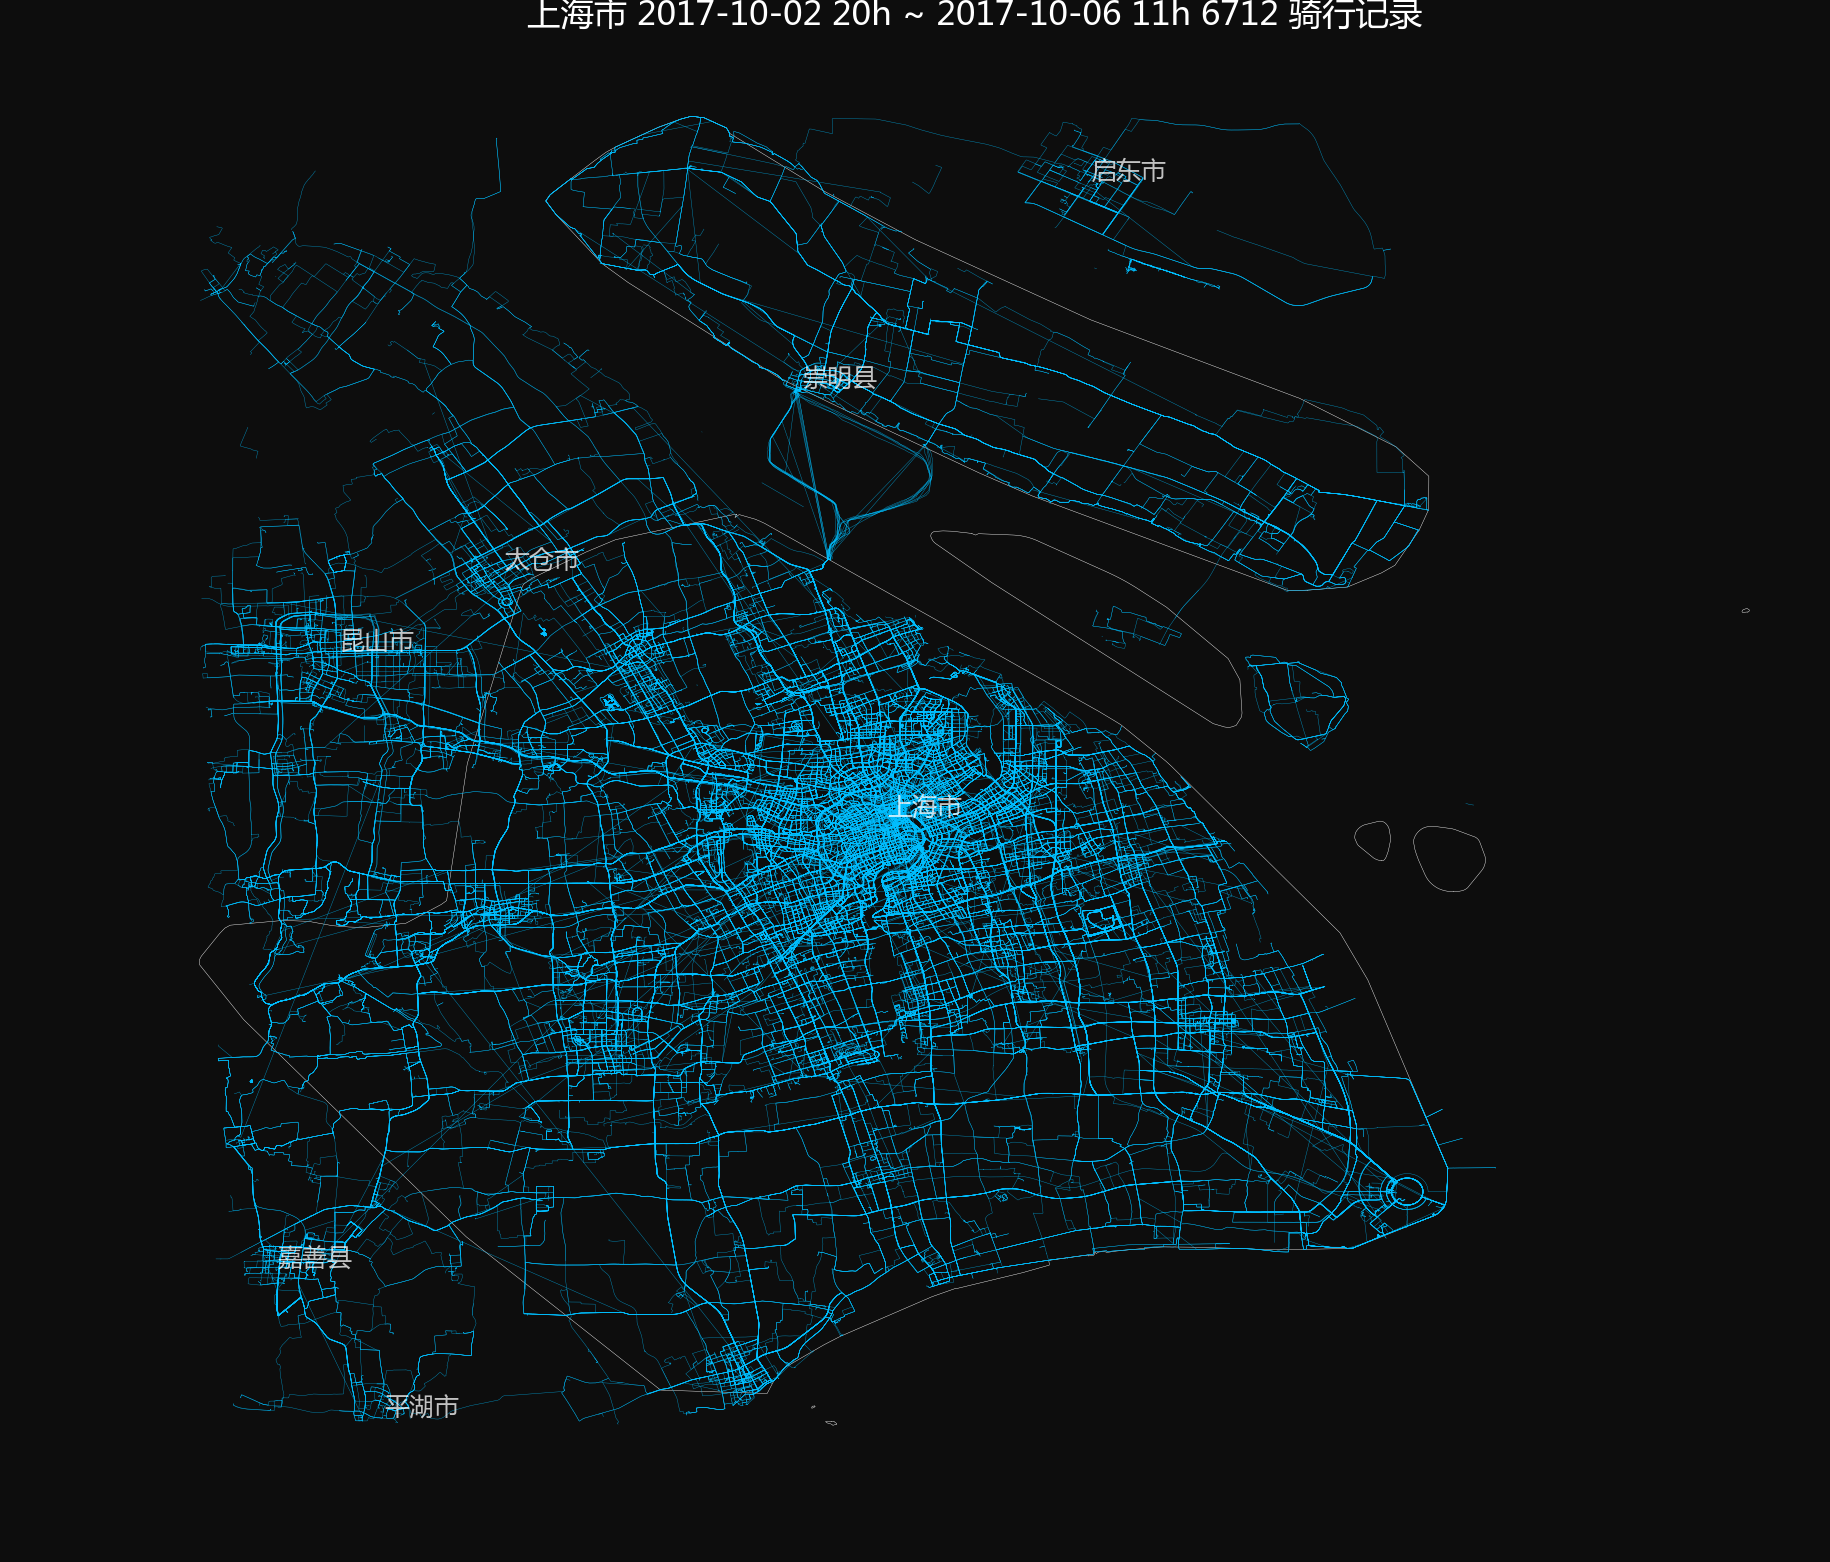 上海市 2017-10-02 20h ~ 2017-10-06 11h 6712 骑行记录
启东市
崇明县
太仓市
昆山市
上海市
嘉善县
平湖市